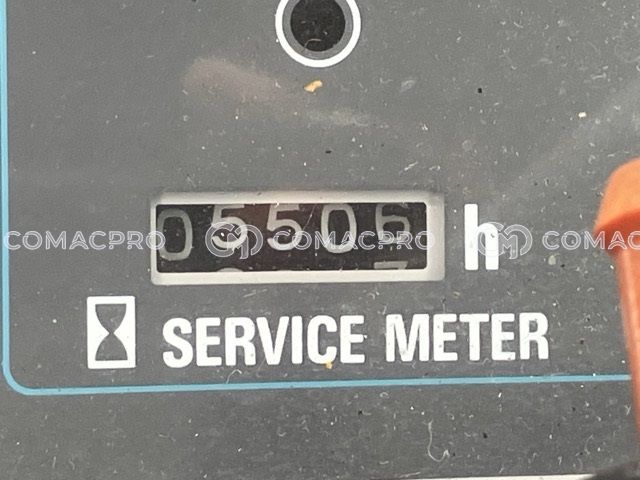 05506 h
SERVICE METER
COMACPRO COMACPRO COMACPRO